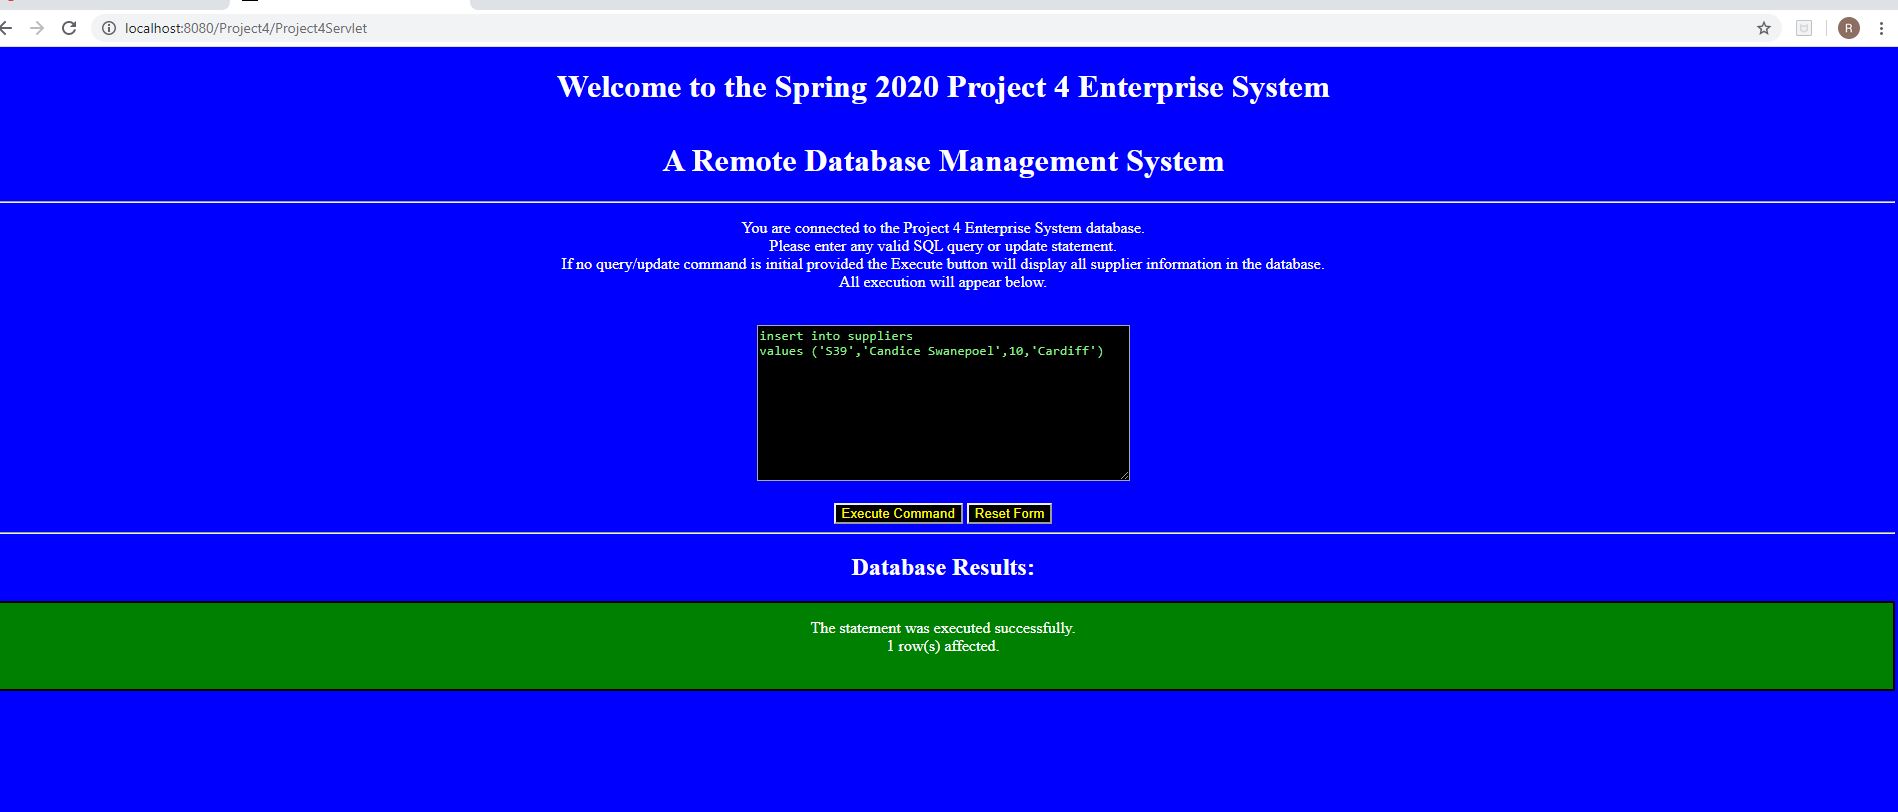 localhost:8080/Project4/Project4Servlet
R
Welcome to the Spring 2020 Project 4 Enterprise System
A Remote Database Management System
You are connected to the Project 4 Enterprise System database.
Please enter any valid SQL query or update statement.
If no query/update command is initial provided the Execute button will display all supplier information in the database.
All execution will appear below.
insert into suppliers
values ('S39','Candice Swanepoel',10,'Cardiff')
Execute Command Reset Form
Database Results:
The statement was executed successfully.
1 row(s) affected.